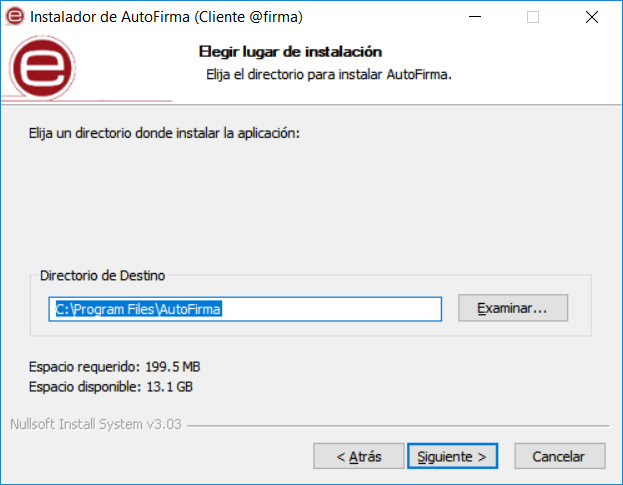 Instalador de AutoFirma (Cliente @firma)
Elegir lugar de instalación
Elija el directorio para instalar AutoFirma.
Elija un directorio donde instalar la aplicación:
Directorio de Destino
C:\Program Files\AutoFirma
Examinar...
Espacio requerido: 199.5 MB
Espacio disponible: 13.1 GB
Nullsoft Install System v3.03
< Atrás
Siguiente >
Cancelar